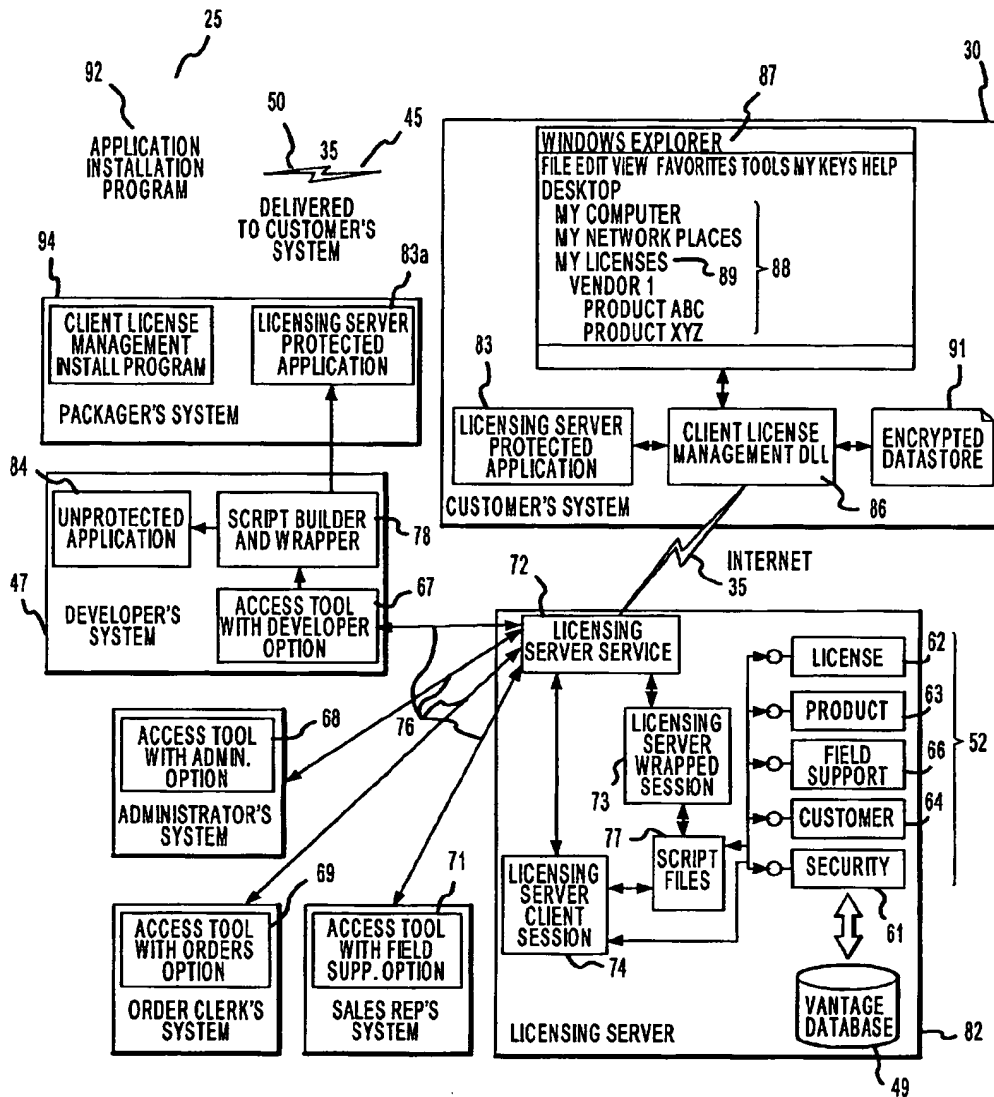 25
92
APPLICATION
INSTALLATION
PROGRAM
50
35
45
DELIVERED
TO CUSTOMER'S
SYSTEM
94
83a
CLIENT LICENSE
MANAGEMENT
INSTALL PROGRAM
LICENSING SERVER
PROTECTED
APPLICATION
PACKAGER'S SYSTEM
30
87
WINDOWS EXPLORER
FILE EDIT VIEW FAVORITES TOOLS MY KEYS HELP
DESKTOP
MY COMPUTER
MY NETWORK PLACES
MY LICENSES
89
88
VENDOR 1
PRODUCT ABC
PRODUCT XYZ
83
91
LICENSING SERVER
PROTECTED
APPLICATION
CLIENT LICENSE
MANAGEMENT DLL
ENCRYPTED
DATASTORE
CUSTOMER'S SYSTEM
86
84
UNPROTECTED
APPLICATION
SCRIPT BUILDER
AND WRAPPER
78
47
67
DEVELOPER'S
SYSTEM
ACCESS TOOL
WITH DEVELOPER
OPTION
INTERNET
35
72
LICENSING
SERVER SERVICE
76
68
ACCESS TOOL
WITH ADMIN.
OPTION
ADMINISTRATOR'S
SYSTEM
69
ACCESS TOOL
WITH ORDERS
OPTION
ORDER CLERK'S
SYSTEM
71
ACCESS TOOL
WITH FIELD
SUPP. OPTION
SALES REP'S
SYSTEM
LICENSING
SERVER
WRAPPED
SESSION
73
77
SCRIPT
FILES
LICENSING
SERVER
CLIENT
SESSION
74
LICENSE
62
PRODUCT
63
FIELD
SUPPORT
66
CUSTOMER
64
SECURITY
61
52
VANTAGE
DATABASE
49
LICENSING SERVER
82